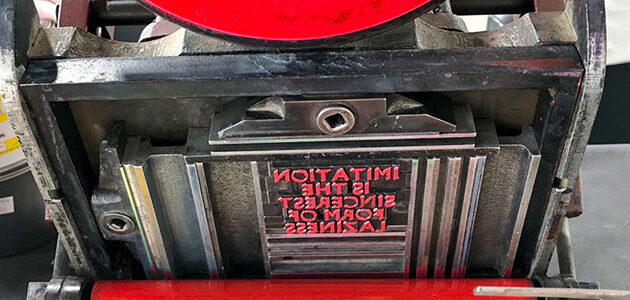 IMITATION
IS THE
SINCEREST
FORM OF
LAZINESS